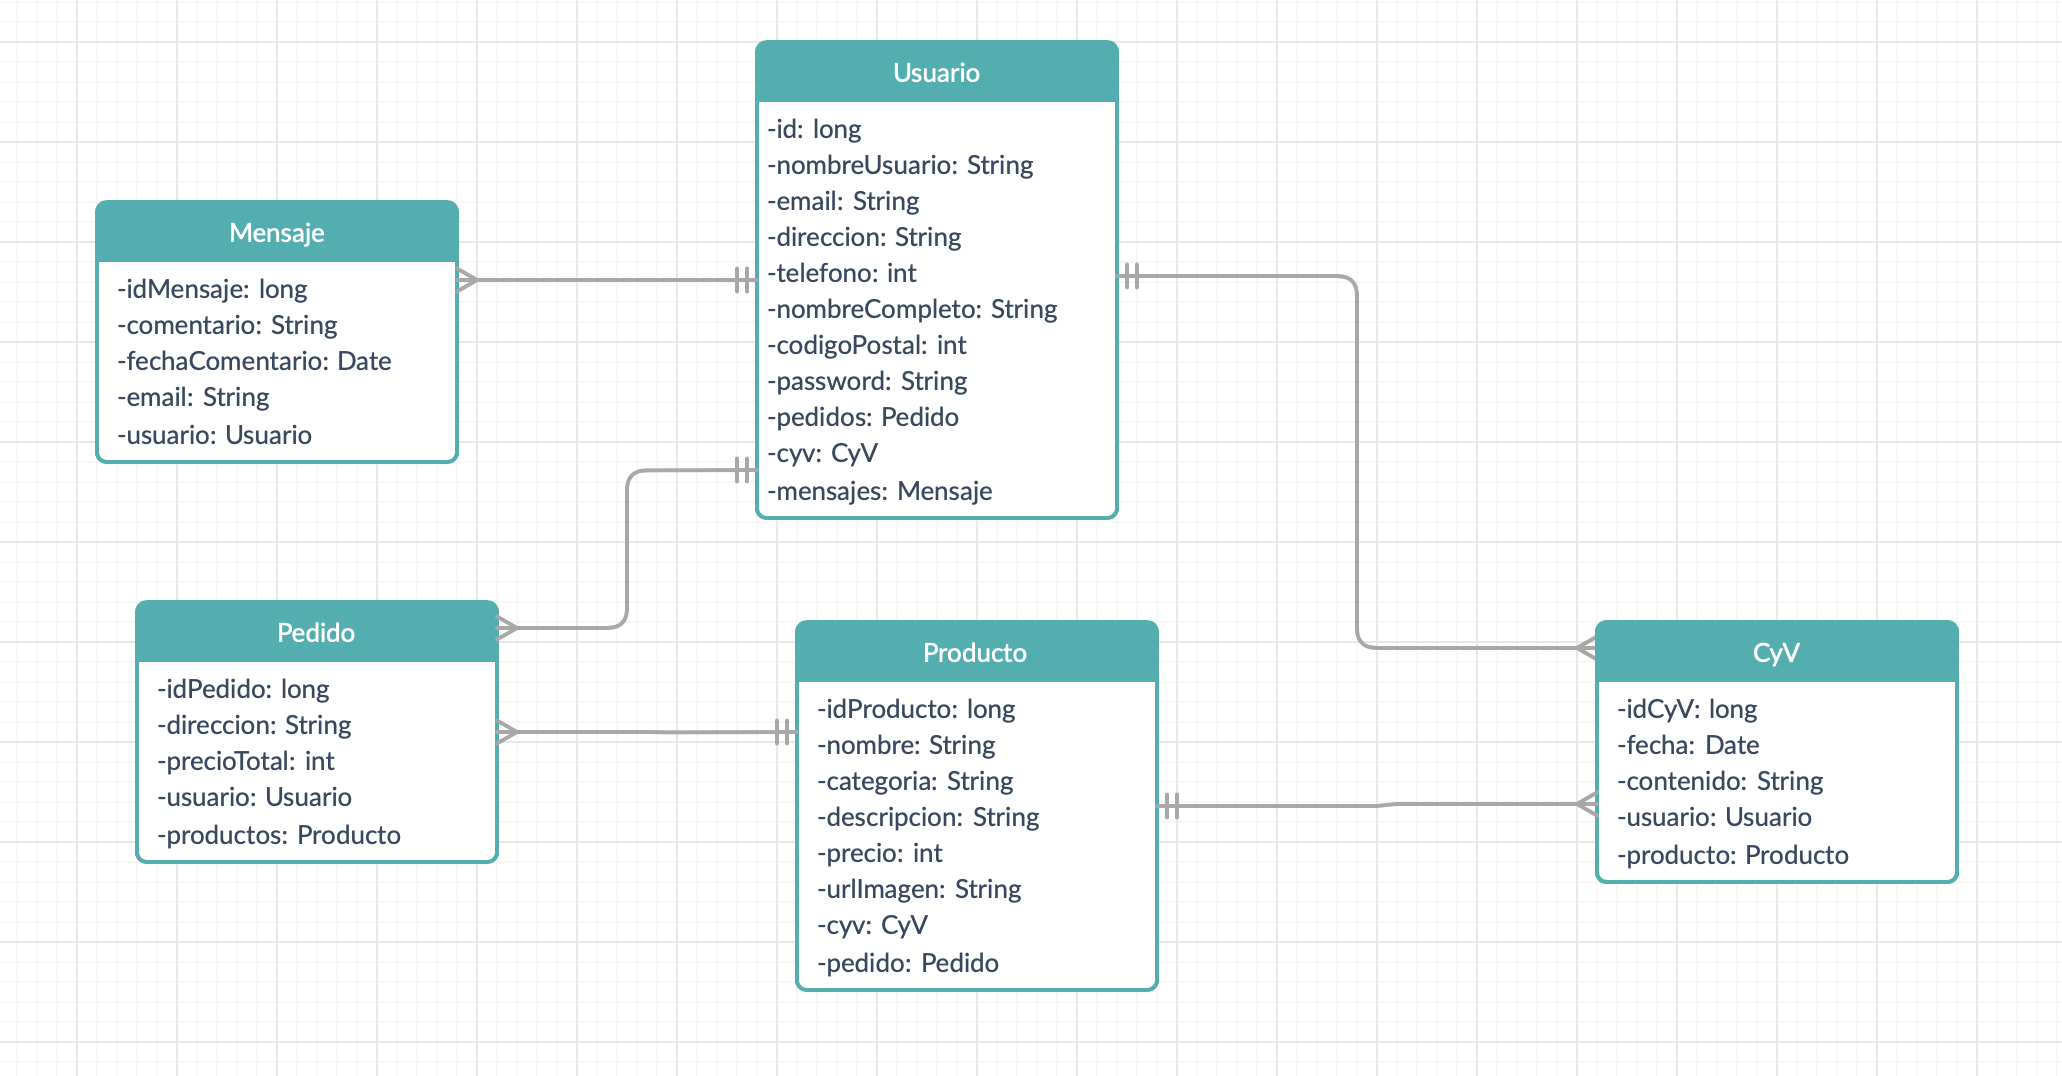 Usuario
-id: long
-nombreUsuario: String
-email: String
-direccion: String
-telefono: int
-nombreCompleto: String
-codigoPostal: int
-password: String
-pedidos: Pedido
-cyv: CyV
-mensajes: Mensaje
Mensaje
-idMensaje: long
-comentario: String
-fechaComentario: Date
-email: String
-usuario: Usuario
Pedido
-idPedido: long
-direccion: String
-precioTotal: int
-usuario: Usuario
-productos: Producto
Producto
-idProducto: long
-nombre: String
-categoria: String
-descripcion: String
-precio: int
-urlImagen: String
-cyv: CyV
-pedido: Pedido
CyV
-idCyV: long
-fecha: Date
-contenido: String
-usuario: Usuario
-producto: Producto